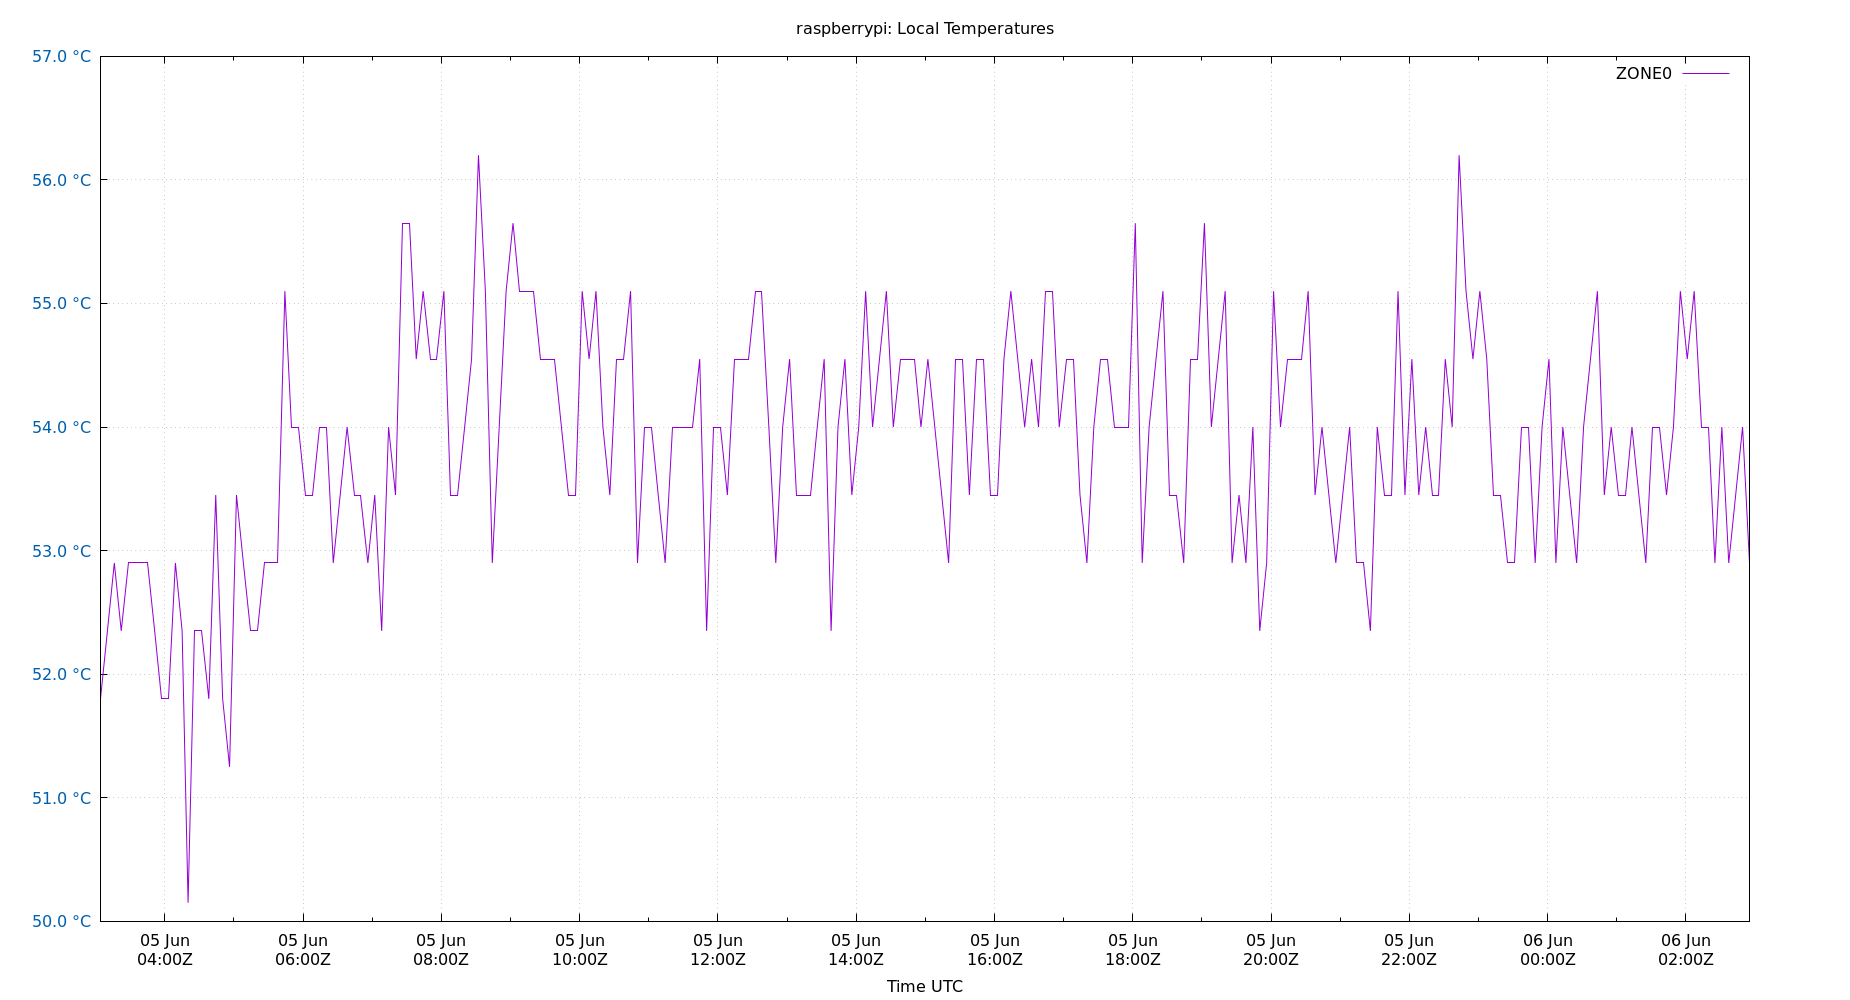 raspberrypi: Local Temperatures
57.0 °C
ZONE0
56.0 °C
55.0 °C
54.0 °C
53.0 °C
52.0 °C
51.0 °C
50.0 °C
05 Jun 05 Jun 05 Jun 05 Jun 05 Jun 05 Jun 05 Jun 05 Jun 05 Jun 05 Jun 06 Jun 06 Jun
04:00Z 06:00Z 08:00Z 10:00Z 12:00Z 14:00Z 16:00Z 18:00Z 20:00Z 22:00Z 00:00Z 02:00Z
Time UTC